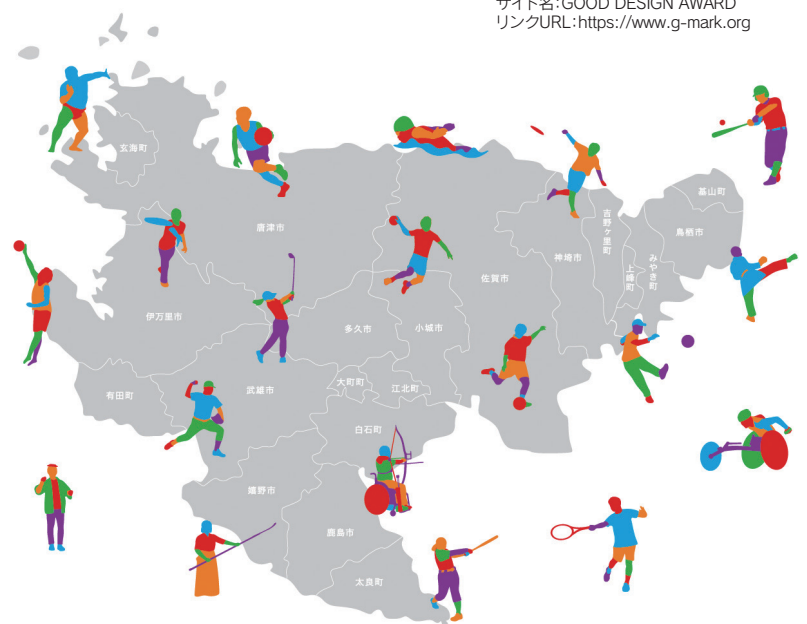 サイト名：GOOD DESIGN AWARD
リンクURL：https://www.g-mark.org
玄海町
唐津市
伊万里市
有田町
武雄市
多久市
小城市
佐賀市
神埼市
吉野ヶ里町
上峰町
みやき町
基山町
鳥栖市
大町町
江北町
白石町
嬉野市
鹿島市
太良町